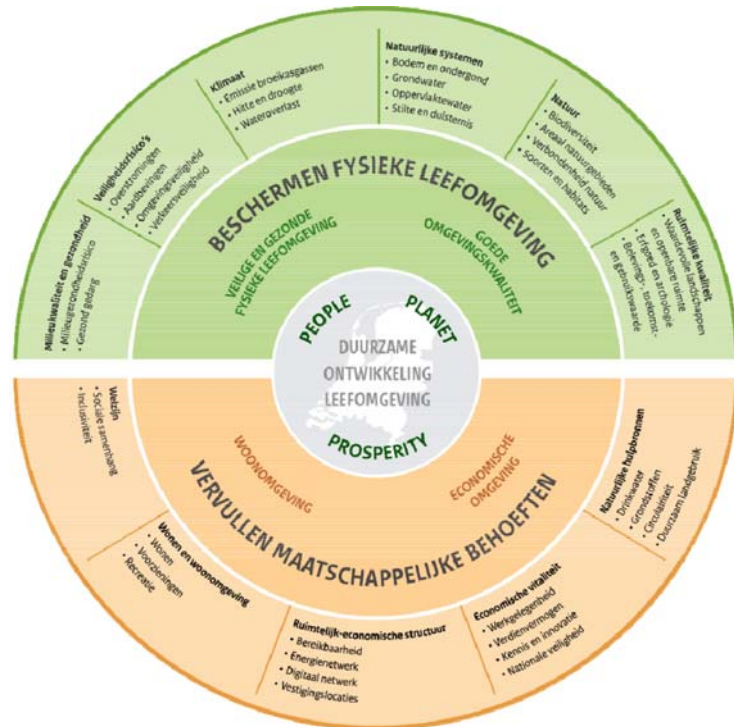 Milieukwaliteit en gezondheid
• Milieugezondheidsrisico
• Gezond gedarg
Veiligheidsrisico's
• Overstromingen
• Aardbevingen
• Omgevingsveiligheid
• Verkeersveiligheid
Klimaat
• Emissie broeikasgassen
• Hitte en droogte
• Wateroverlast
Natuurlijke systemen
• Bodem en ondergond
• Grondwater
• Oppervlaktewater
• Stilte en duisternis
Natuur
• Biodiversiteit
• Areaal natuurgebieden
• Verbondenheid natuur
• Soorten en habitats
Ruimtelijke kwaliteit
• Waardevolle landschappen
en openbare ruimte
• Erfgoed en archologie
• Belevings-, toekomst-
en gebruikswaarde
BESCHERMEN FYSIEKE LEEFOMGEVING
VEILIGE EN GEZONDE
FYSIEKE LEEFOMGEVING
GOEDE
OMGEVINGSKWALITEIT
PEOPLE
PLANET
DUURZAME
ONTWIKKELING
LEEFOMGEVING
PROSPERITY
WOONOMGEVING
ECONOMISCHE
OMGEVING
VERVULLEN MAATSCHAPPELIJKE BEHOEFTEN
Welzijn
• Sociale samenhang
• Inclusiviteit
Wonen en woonomgeving
• Wonen
• Voorzieningen
• Recreatie
Ruimtelijk-economische structuur
• Bereikbaarheid
• Energienetwerk
• Digitaal netwerk
• Vestigingslocaties
Economische vitaliteit
• Werkgelegenheid
• Verdienvermogen
• Kennis en innovatie
• Nationale veiligheid
Natuurlijke hulpbronnen
• Drinkwater
• Grondstoffen
• Circulairiteit
• Duurzaam landgebruik